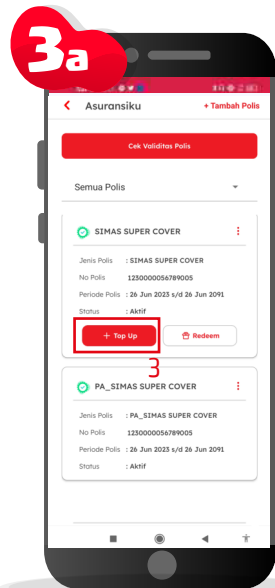 3a
Asuransiku
+ Tambah Polis
Cek Validitas Polis
Semua Polis
SIMAS SUPER COVER
Jenis Polis : SIMAS SUPER COVER
No Polis 1230000056789005
Periode Polis : 26 Jun 2023 s/d 26 Jun 2091
Status : Aktif
+ Top Up
Redeem
3
PA_SIMAS SUPER COVER
Jenis Polis : PA_SIMAS SUPER COVER
No Polis 1230000056789005
Periode Polis : 26 Jun 2023 s/d 26 Jun 2091
Status : Aktif